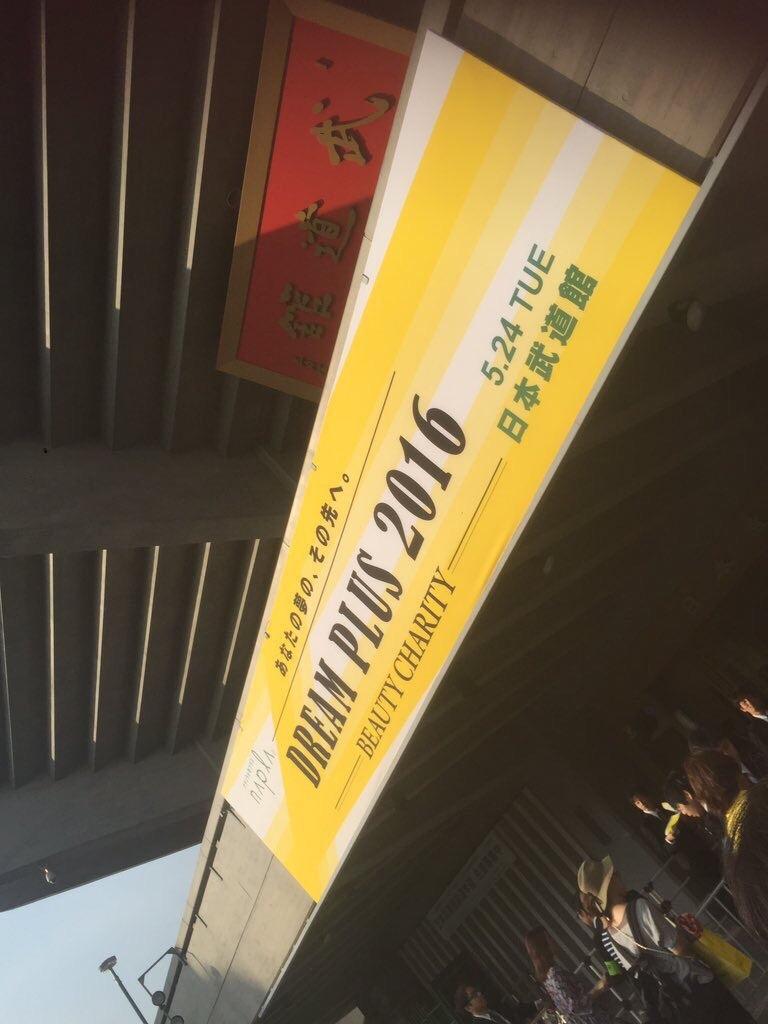 武道館
napla
あなたの夢の、その先へ。
DREAM PLUS 2016
BEAUTY CHARITY
5.24 TUE
日本武道館